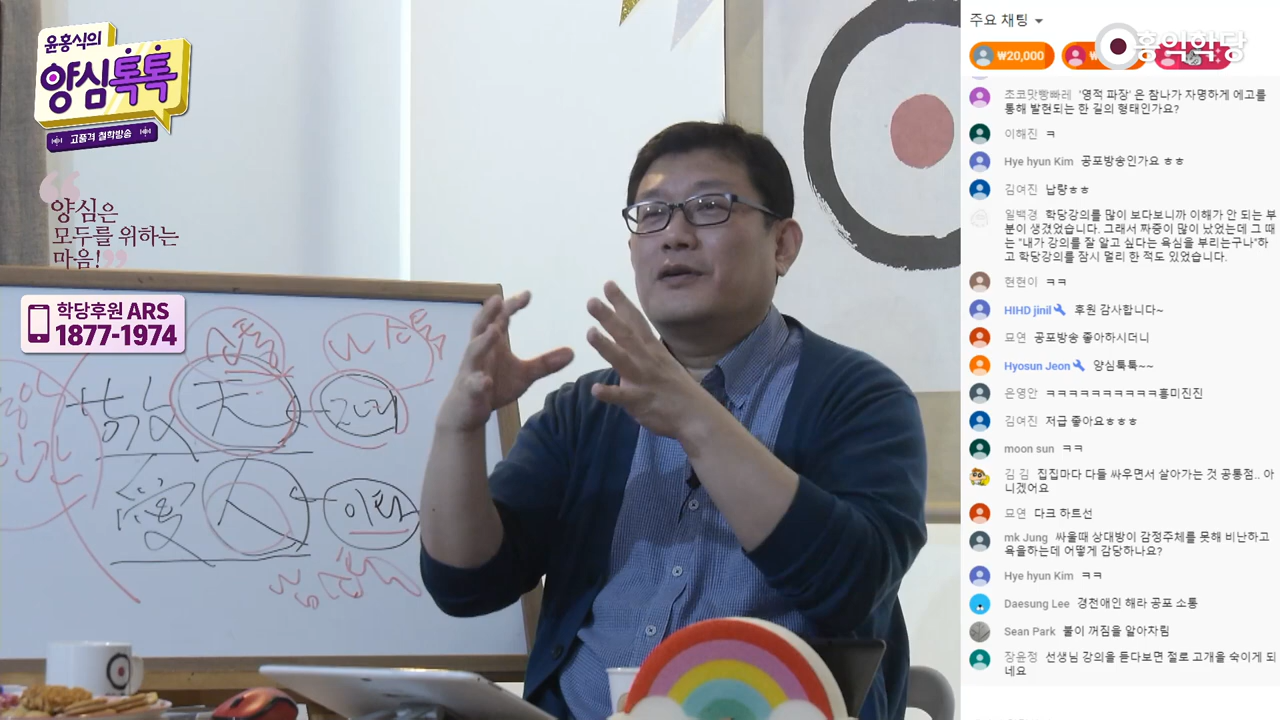 윤홍식의
양심톡톡
고품격 철학방송
양심은
모두를 위하는
마음!
학당후원 ARS
1877-1974
소통
敬天
愛人
이타
주요 채팅
홍익학당
₩20,000
조코맛빵빠레 '영적 파장' 은 참나가 자명하게 에고를
통해 발현되는 한 길의 형태인가요?
이해진 ㅋ
Hye hyun Kim 공포방송인가요 ㅎㅎ
김여진 납량ㅎㅎ
일백경 학당강의를 많이 보다보니까 이해가 안 되는 부
분이 생겼었습니다. 그래서 짜증이 많이 났었는데 그 때
는 "내가 강의를 잘 알고 싶다는 욕심을 부리는구나"하
고 학당강의를 잠시 멀리 한 적도 있었습니다.
현현이 ㅋㅋ
HIHD jinil 후원 감사합니다~
묘연 공포방송 좋아하시더니
Hyosun Jeon 양심톡톡~~
은영안 ㅋㅋㅋㅋㅋㅋㅋㅋㅋㅋ흥미진진
김여진 저급 좋아요ㅎㅎㅎ
moon sun ㅋㅋ
김 김 집집마다 다들 싸우면서 살아가는 것 공통점.. 아
니겠어요
묘연 다크 하트선
mk Jung 싸울때 상대방이 감정주체를 못해 비난하고
욕을하는데 어떻게 감당하나요?
Hye hyun Kim ㅋㅋ
Daesung Lee 경천애인 해라 공포 소통
Sean Park 불이 꺼짐을 알아차림
장윤정 선생님 강의을 듣다보면 절로 고개을 숙이게 되
네요